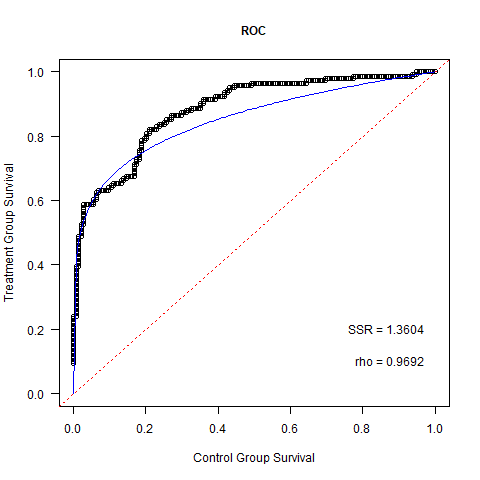 ROC
Treatment Group Survival
1.0
0.8
0.6
0.4
0.2
0.0
SSR = 1.3604
rho = 0.9692
0.0 0.2 0.4 0.6 0.8 1.0
Control Group Survival